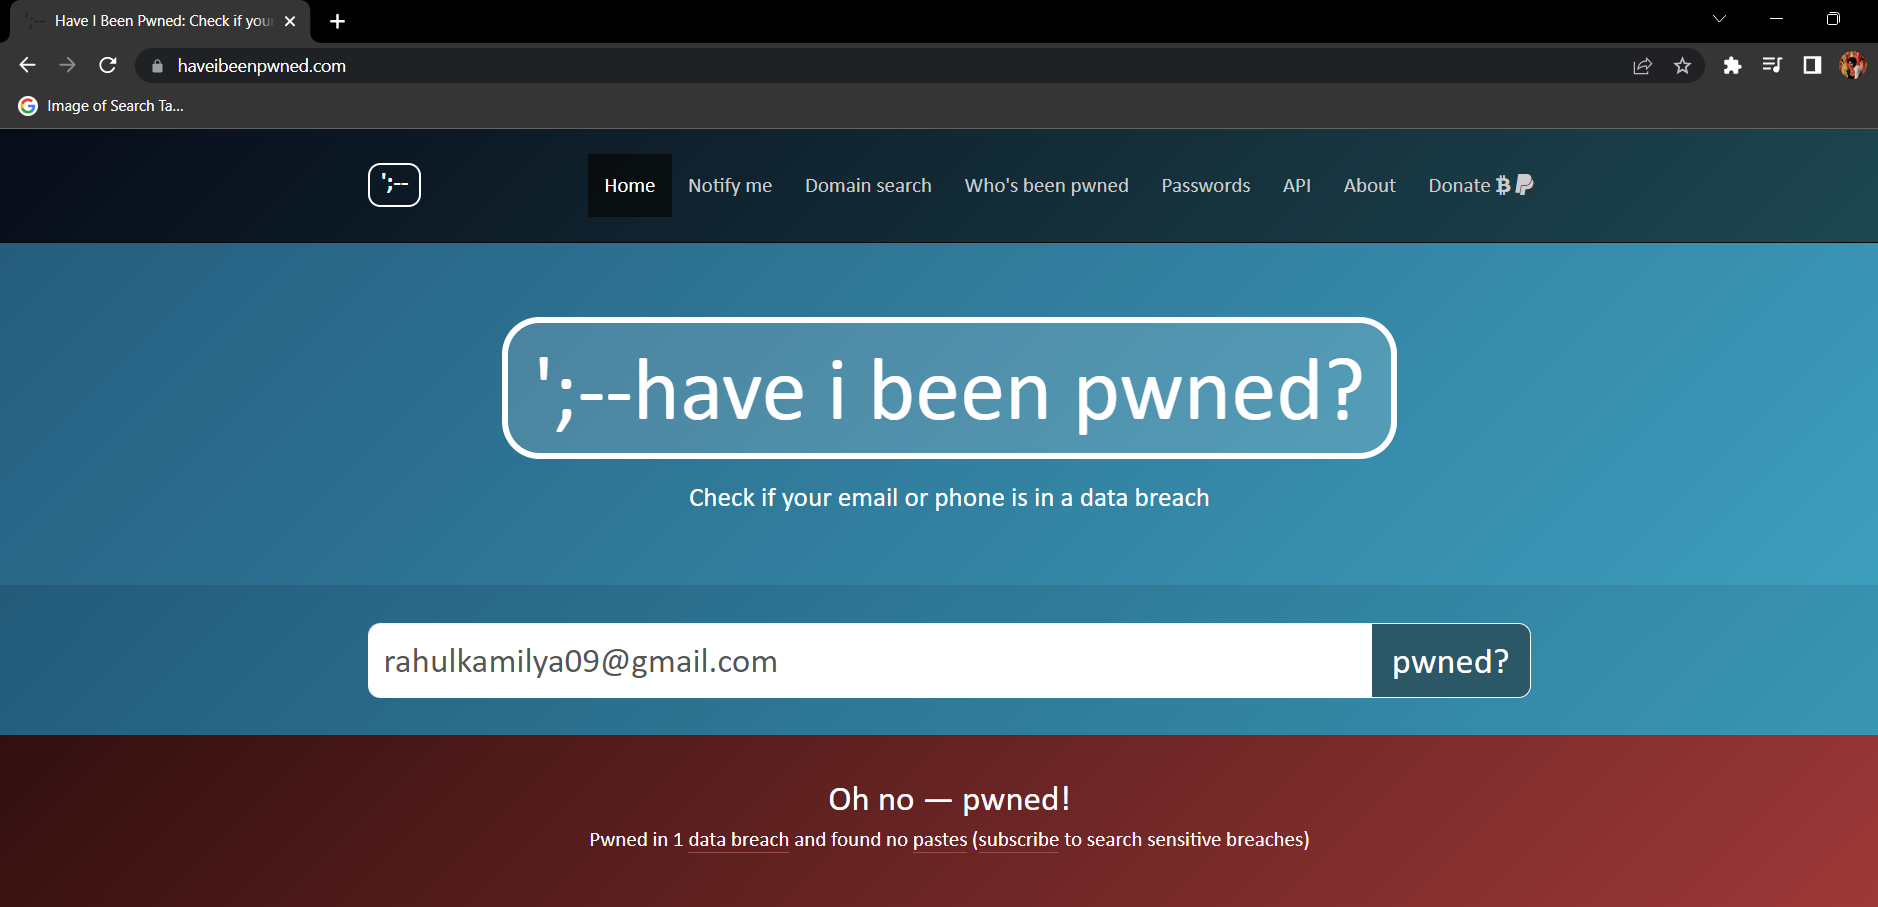 Have I Been Pwned: Check if your
haveibeenpwned.com
Image of Search Ta...
';--
Home Notify me Domain search Who's been pwned Passwords API About Donate
';--have i been pwned?
Check if your email or phone is in a data breach
rahulkamilya09@gmail.com pwned?
Oh no — pwned!
Pwned in 1 data breach and found no pastes (subscribe to search sensitive breaches)